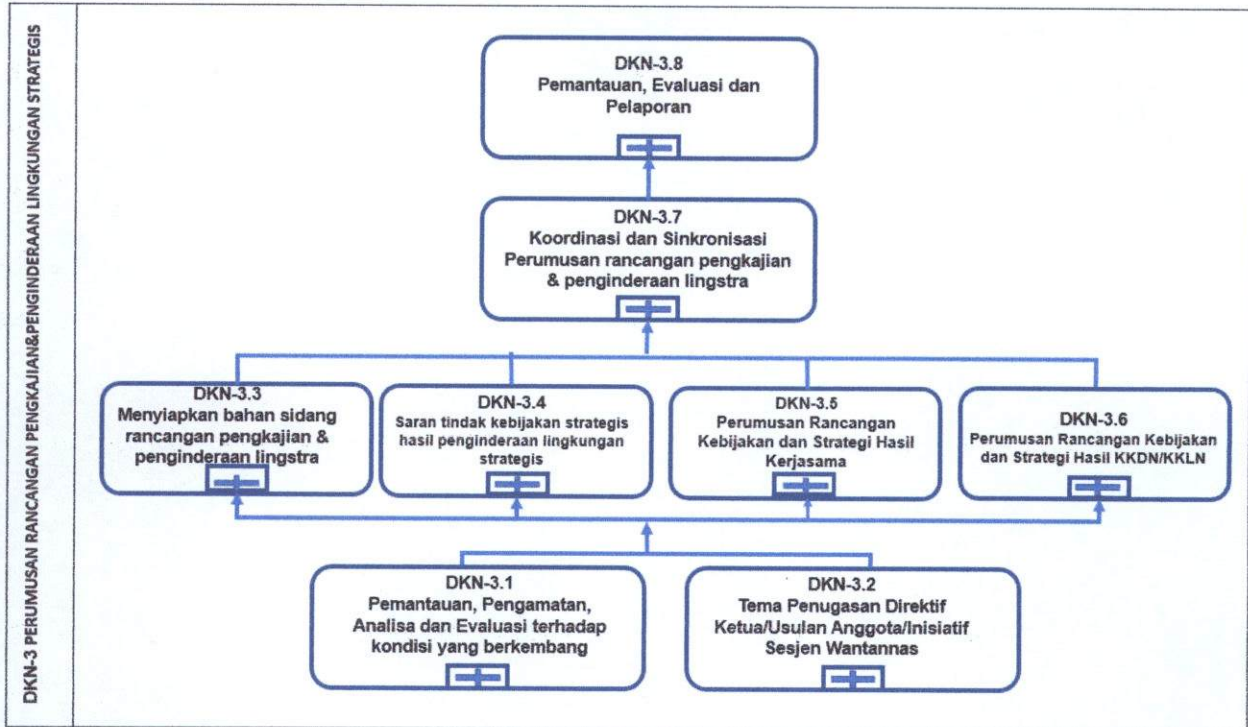 DKN-3 PERUMUSAN RANCANGAN PENGKAJIAN&PENGINDERAAN LINGKUNGAN STRATEGIS
DKN-3.8
Pemantauan, Evaluasi dan
Pelaporan
DKN-3.7
Koordinasi dan Sinkronisasi
Perumusan rancangan pengkajian
& penginderaan lingstra
DKN-3.3
Menyiapkan bahan sidang
rancangan pengkajian &
penginderaan lingstra
DKN-3.4
Saran tindak kebijakan strategis
hasil penginderaan lingkungan
strategis
DKN-3.5
Perumusan Rancangan
Kebijakan dan Strategi Hasil
Kerjasama
DKN-3.6
Perumusan Rancangan Kebijakan
dan Strategi Hasil KKDN/KKLN
DKN-3.1
Pemantauan, Pengamatan,
Analisa dan Evaluasi terhadap
kondisi yang berkembang
DKN-3.2
Tema Penugasan Direktif
Ketua/Usulan Anggota/Inisiatif
Sesjen Wantannas